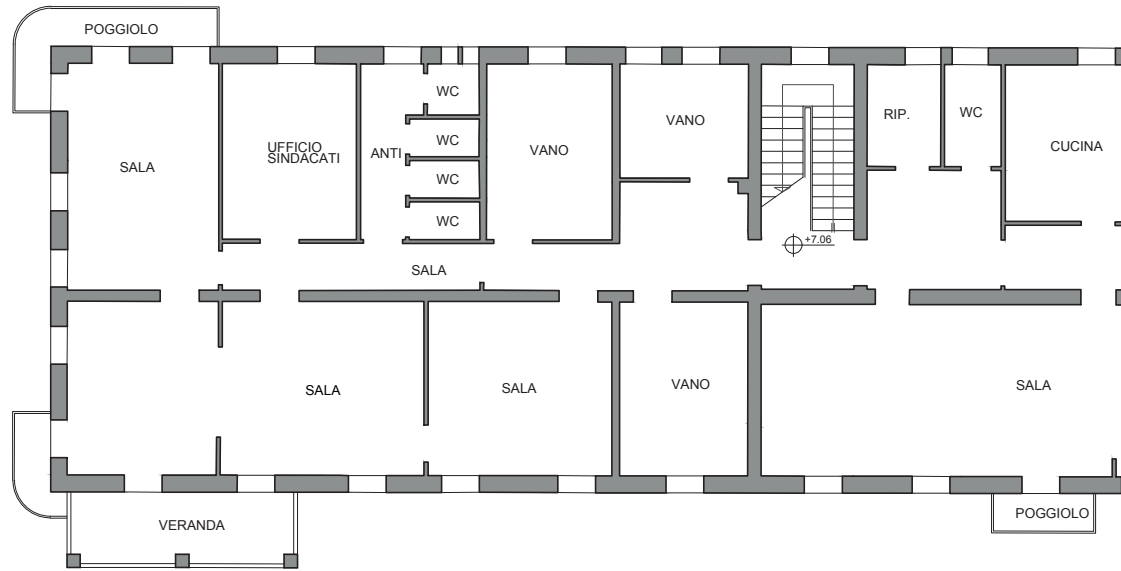 POGGIOLO
WC
RIP.
WC
VANO
UFFICIO
SINDACATI
ANTI
WC
VANO
CUCINA
SALA
WC
WC
+7.06
SALA
SALA
SALA
VANO
SALA
VERANDA
POGGIOLO